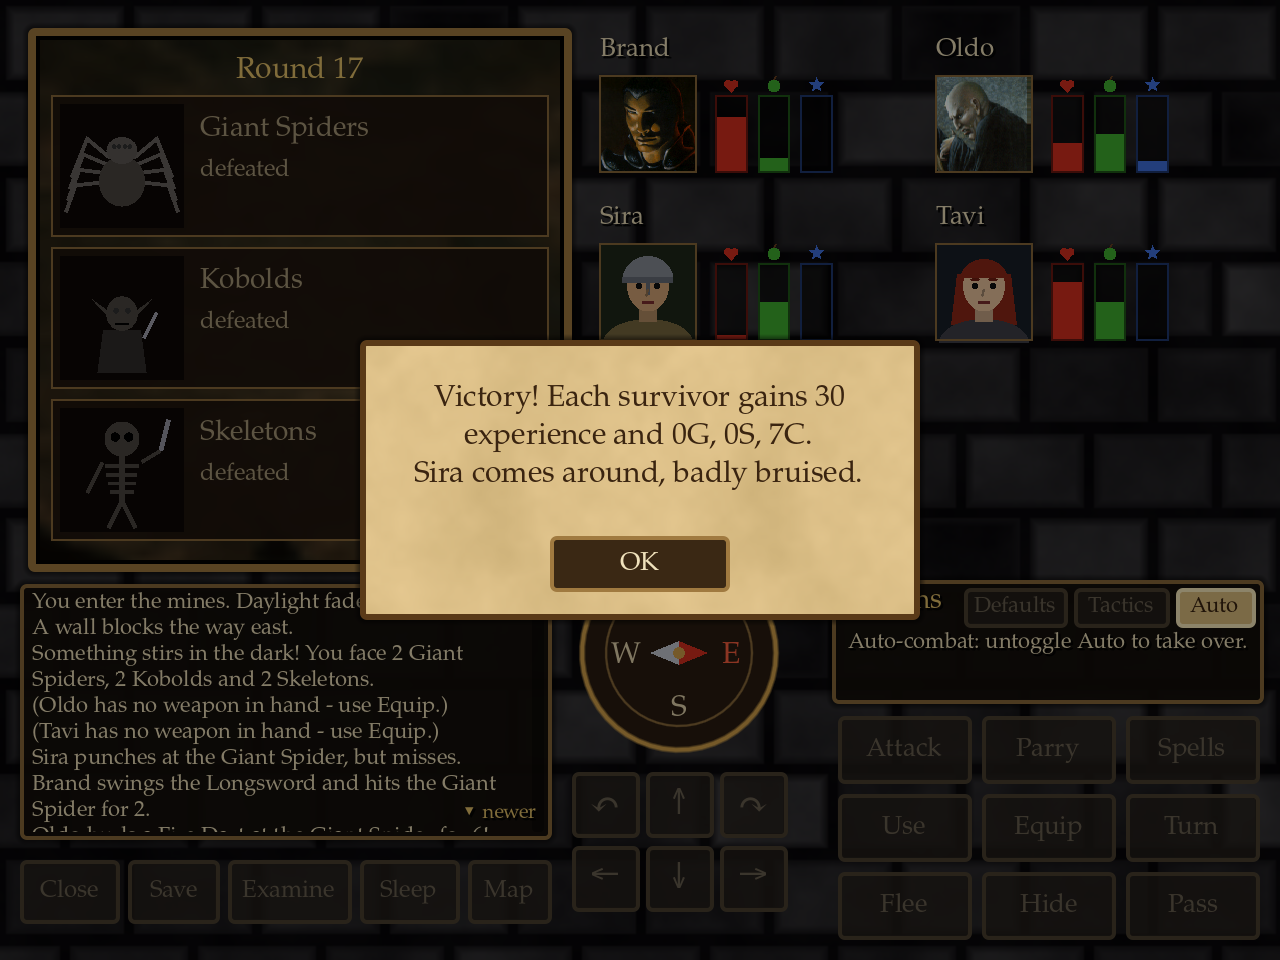 Round 17
Giant Spiders
defeated
Kobolds
defeated
Skeletons
defeated
Brand
Oldo
Sira
Tavi
Victory! Each survivor gains 30
experience and 0G, 0S, 7C.
Sira comes around, badly bruised.
OK
You enter the mines. Daylight fade
A wall blocks the way east.
Something stirs in the dark! You face 2 Giant
Spiders, 2 Kobolds and 2 Skeletons.
(Oldo has no weapon in hand - use Equip.)
(Tavi has no weapon in hand - use Equip.)
Sira punches at the Giant Spider, but misses.
Brand swings the Longsword and hits the Giant
Spider for 2.
▼ newer
W E
S
ns Defaults Tactics Auto
Auto-combat: untoggle Auto to take over.
Attack Parry Spells
Use Equip Turn
Flee Hide Pass
Close Save Examine Sleep Map